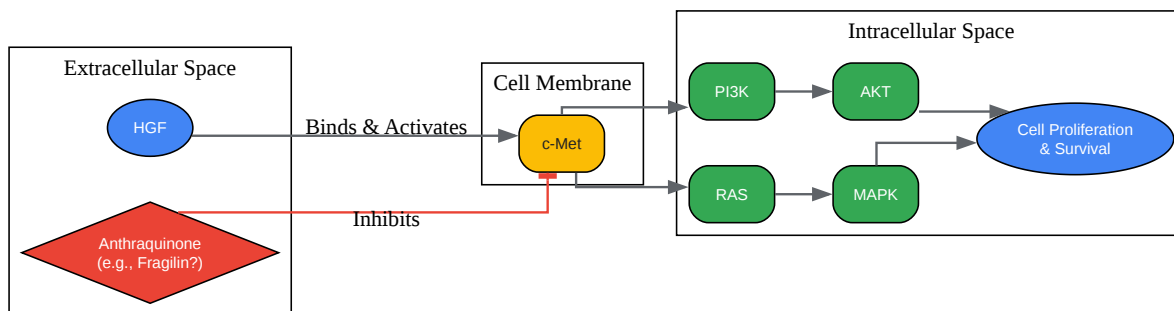 Extracellular Space
HGF
Binds & Activates
Inhibits
Anthraquinone
(e.g., Fragilin?)
Cell Membrane
c-Met
Intracellular Space
PI3K
AKT
RAS
MAPK
Cell Proliferation
& Survival